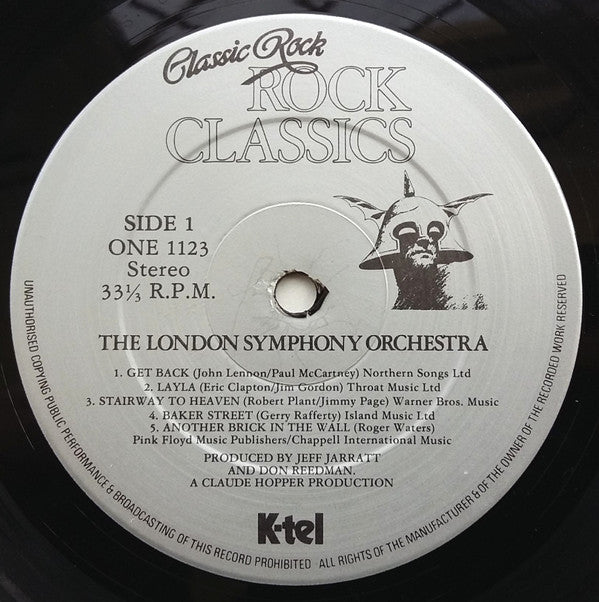 Classic Rock
ROCK
CLASSICS
SIDE 1
ONE 1123
Stereo
33⅓ R.P.M.
THE LONDON SYMPHONY ORCHESTRA
1. GET BACK (John Lennon/Paul McCartney) Northern Songs Ltd
2. LAYLA (Eric Clapton/Jim Gordon) Throat Music Ltd
3. STAIRWAY TO HEAVEN (Robert Plant/Jimmy Page) Warner Bros. Music
4. BAKER STREET (Gerry Rafferty) Island Music Ltd
5. ANOTHER BRICK IN THE WALL (Roger Waters)
Pink Floyd Music Publishers/Chappell International Music
PRODUCED BY JEFF JARRATT
AND DON REEDMAN.
A CLAUDE HOPPER PRODUCTION
K-tel
UNAUTHORISED COPYING PUBLIC PERFORMANCE & BROADCASTING OF THIS RECORD PROHIBITED ALL RIGHTS OF THE MANUFACTURER & OF THE OWNER OF THE RECORDED WORK RESERVED